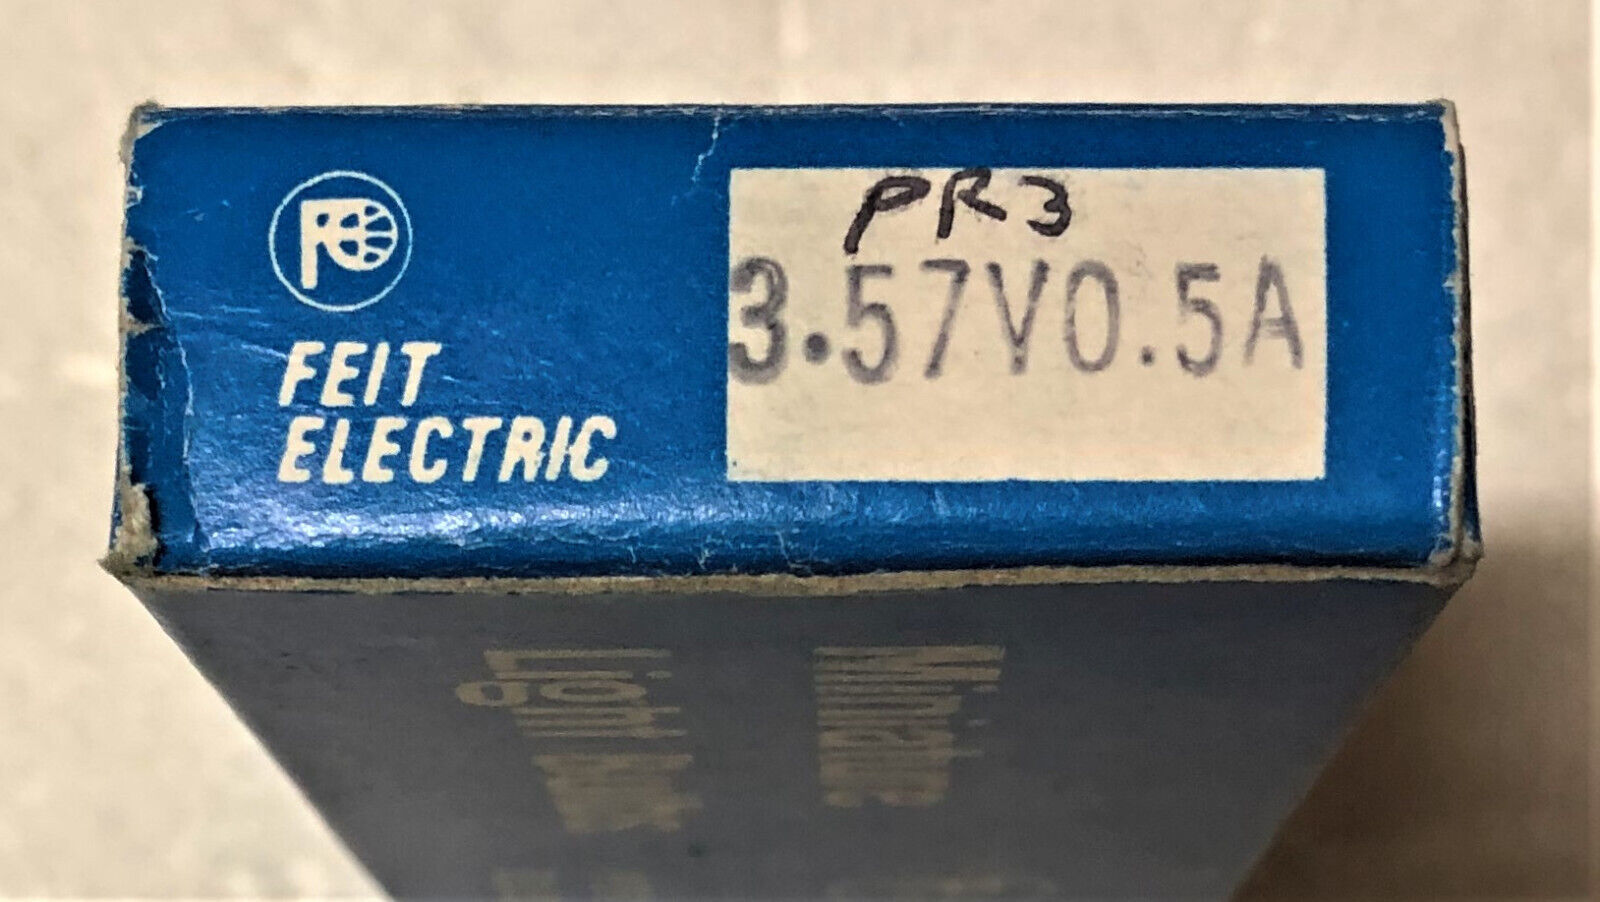 FEIT
ELECTRIC
PR3
3.57V0.5A